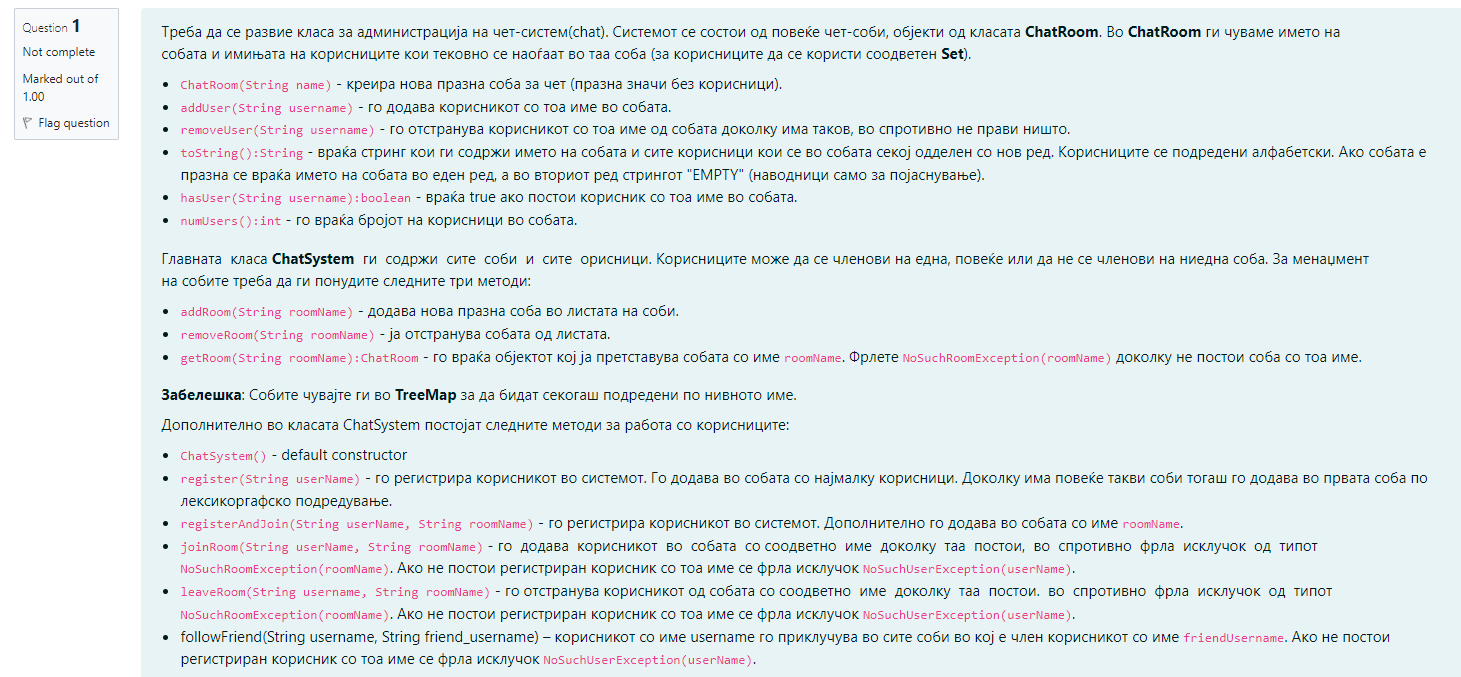 Question 1
Not complete
Marked out of
1.00
Flag question
Треба да се развие класа за администрација на чет-систем(chat). Системот се состои од повеќе чет-соби, објекти од класата ChatRoom. Во ChatRoom ги чуваме името на
собата и имињата на корисниците кои тековно се наоѓаат во таа соба (за корисниците да се користи соодветен Set).
ChatRoom(String name) - креира нова празна соба за чет (празна значи без корисници).
addUser(String username) - го додава корисникот со тоа име во собата.
removeUser(String username) - го отстранува корисникот со тоа име од собата доколку има таков, во спротивно не прави ништо.
toString():String - враќа стринг кои ги содржи името на собата и сите корисници кои се во собата секој одделен со нов ред. Корисниците се подредени алфабетски. Ако собата е
празна се враќа името на собата во еден ред, а во вториот ред стрингот "EMPTY" (наводници само за појаснување).
hasUser(String username):boolean - враќа true ако постои корисник со тоа име во собата.
numUsers():int - го враќа бројот на корисници во собата.
Главната класа ChatSystem ги содржи сите соби и сите орисници. Корисниците може да се членови на една, повеќе или да не се членови на ниедна соба. За менаџмент
на собите треба да ги понудите следните три методи:
addRoom(String roomName) - додава нова празна соба во листата на соби.
removeRoom(String roomName) - ја отстранува собата од листата.
getRoom(String roomName):ChatRoom - го враќа објектот кој ја претставува собата со име roomName. Фрлете NoSuchRoomException(roomName) доколку не постои соба со тоа име.
Забелешка: Собите чувајте ги во TreeMap за да бидат секогаш подредени по нивното име.
Дополнително во класата ChatSystem постојат следните методи за работа со корисниците:
ChatSystem() - default constructor
register(String userName) - го регистрира корисникот во системот. Го додава во собата со најмалку корисници. Доколку има повеќе такви соби тогаш го додава во првата соба по
лексикоргафско подредување.
registerAndJoin(String userName, String roomName) - го регистрира корисникот во системот. Дополнително го додава во собата со име roomName.
joinRoom(String userName, String roomName) - го додава корисникот во собата со соодветно име доколку таа постои, во спротивно фрла исклучок од типот
NoSuchRoomException(roomName). Ако не постои регистриран корисник со тоа име се фрла исклучок NoSuchUserException(userName).
leaveRoom(String username, String roomName) - го отстранува корисникот од собата со соодветно име доколку таа постои. во спротивно фрла исклучок од типот
NoSuchRoomException(roomName). Ако не постои регистриран корисник со тоа име се фрла исклучок NoSuchUserException(userName).
followFriend(String username, String friend_username) – корисникот со име username го приклучува во сите соби во кој е член корисникот со име friendUsername. Ако не постои
регистриран корисник со тоа име се фрла исклучок NoSuchUserException(userName).